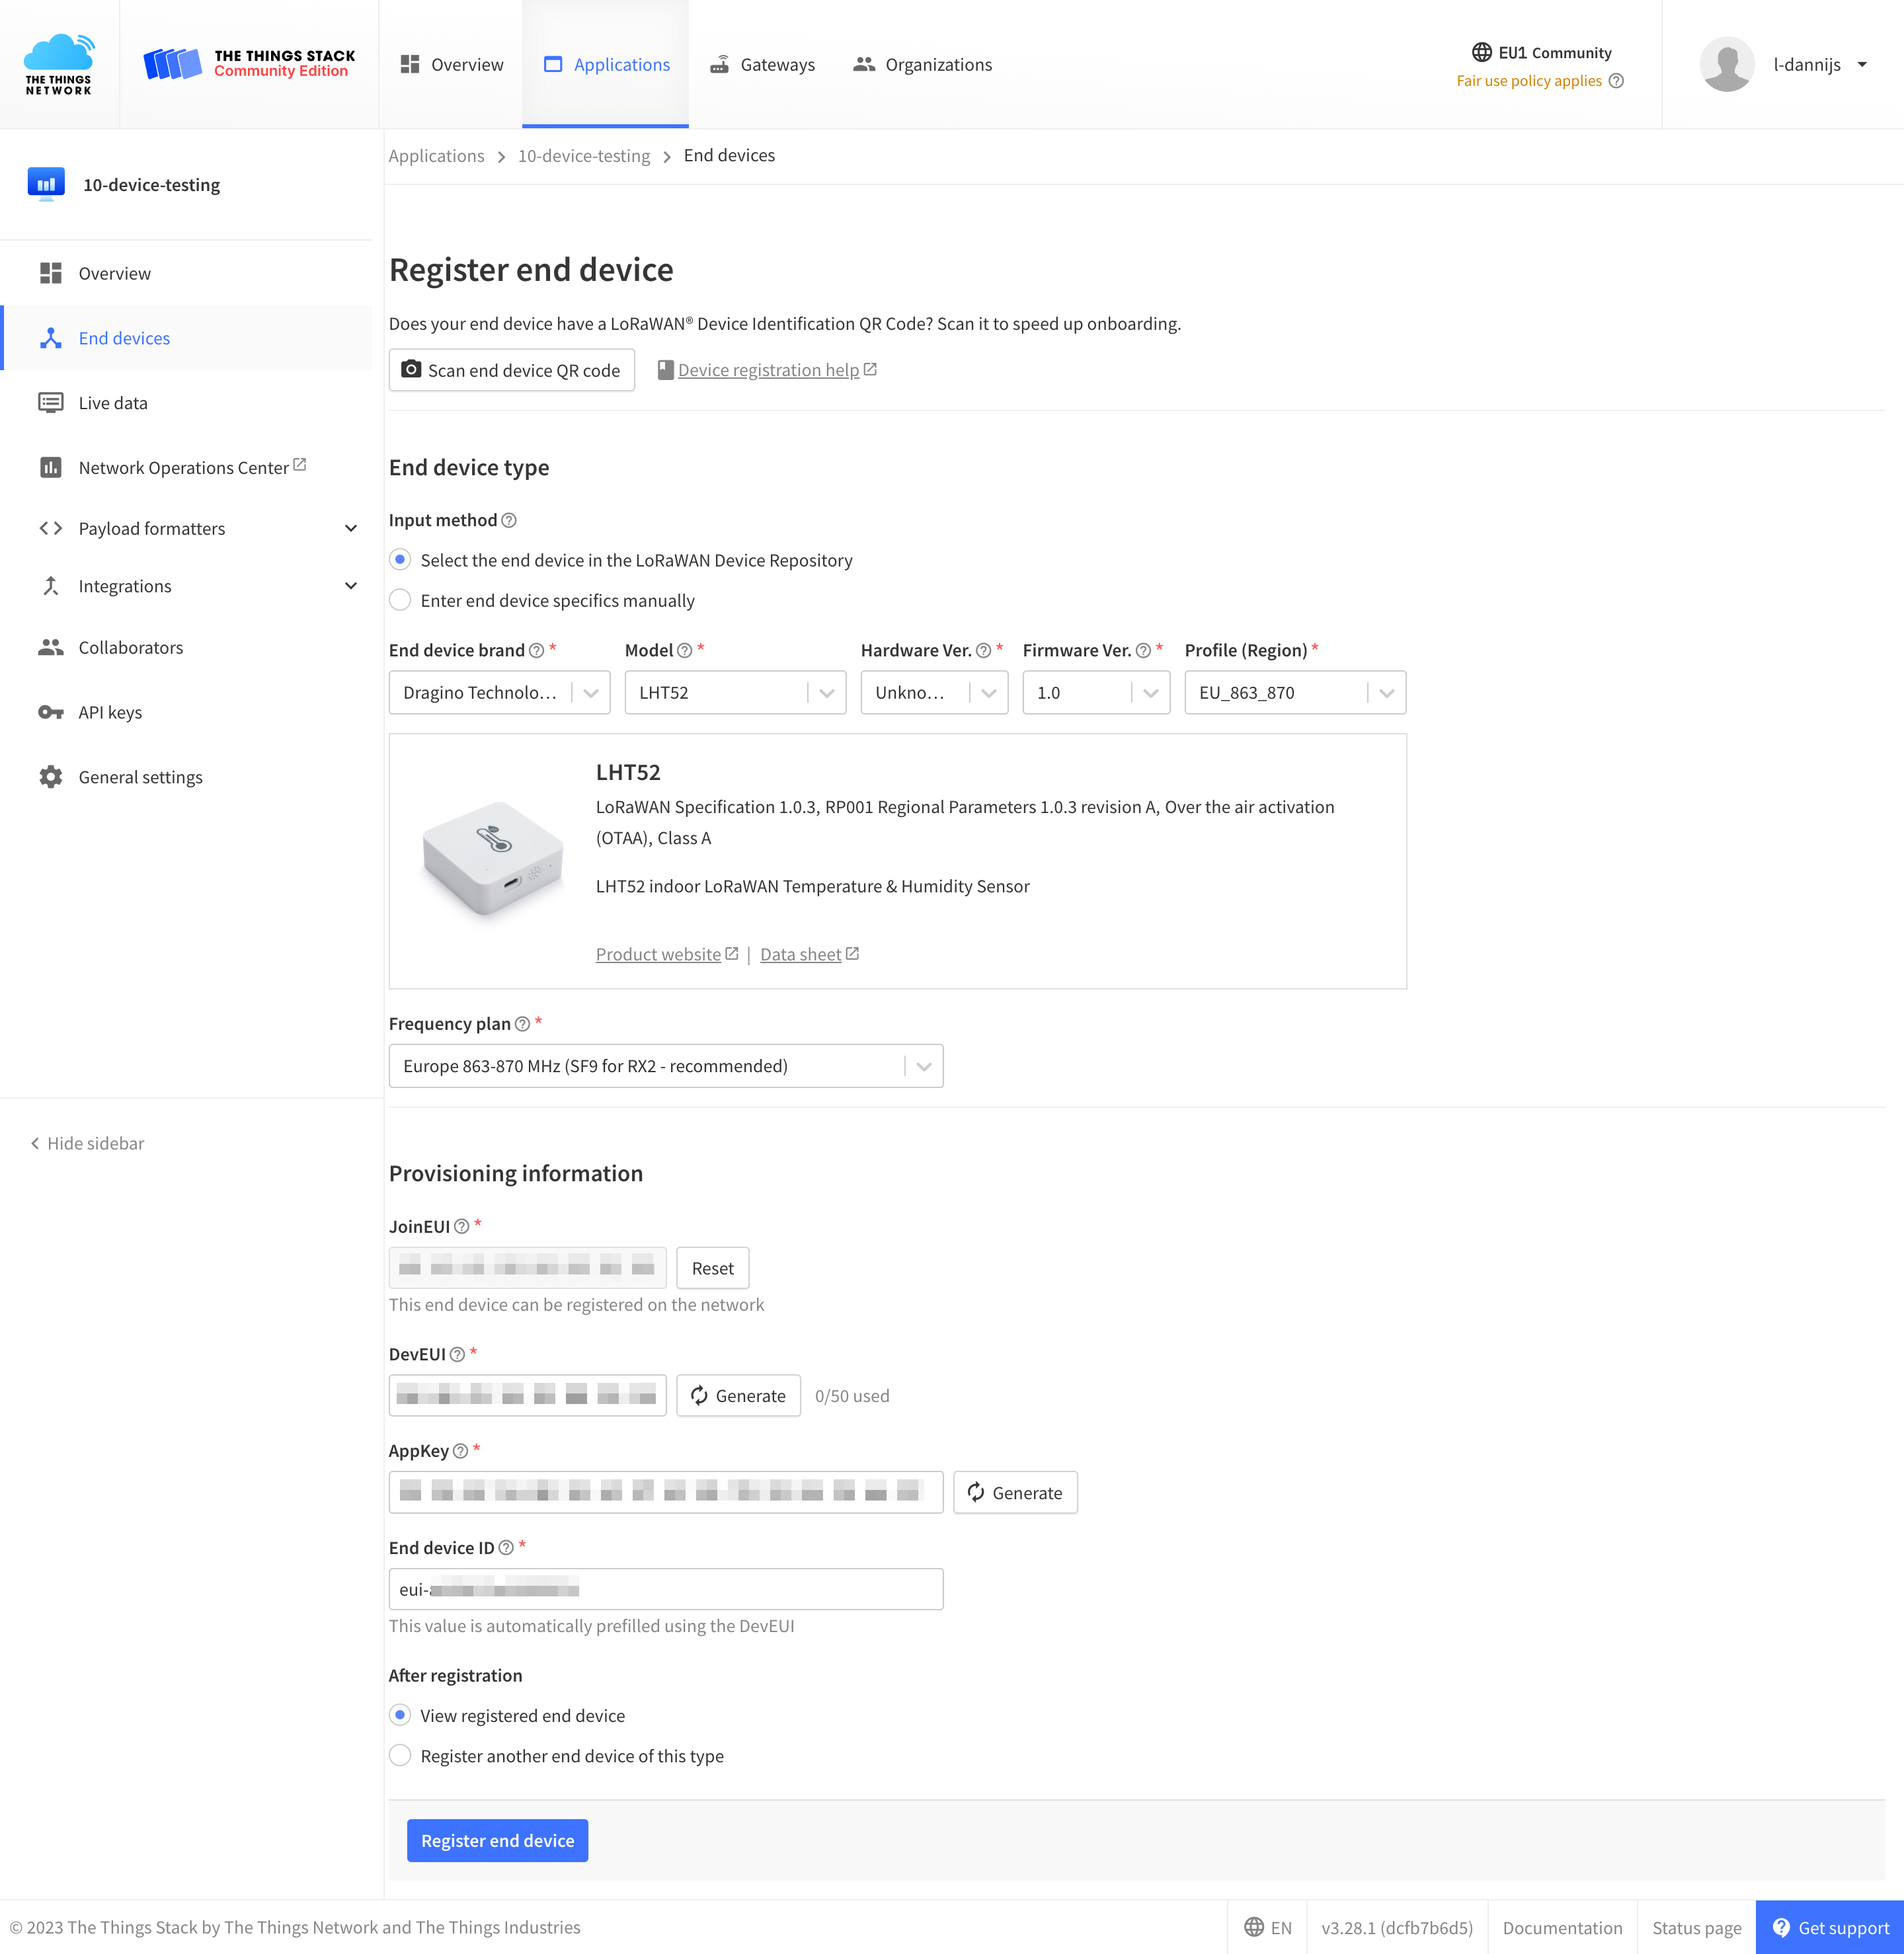 THE THINGS
NETWORK
THE THINGS STACK
Community Edition
Overview
Applications
Gateways
Organizations
EU1 Community
Fair use policy applies
l-dannijs
10-device-testing
Overview
End devices
Live data
Network Operations Center
Payload formatters
Integrations
Collaborators
API keys
General settings
Hide sidebar
Applications > 10-device-testing > End devices
Register end device
Does your end device have a LoRaWAN® Device Identification QR Code? Scan it to speed up onboarding.
Scan end device QR code
Device registration help
End device type
Input method
Select the end device in the LoRaWAN Device Repository
Enter end device specifics manually
End device brand * Model * Hardware Ver. * Firmware Ver. * Profile (Region) *
Dragino Technolo... LHT52 Unkno... 1.0 EU_863_870
LHT52
LoRaWAN Specification 1.0.3, RP001 Regional Parameters 1.0.3 revision A, Over the air activation
(OTAA), Class A
LHT52 indoor LoRaWAN Temperature & Humidity Sensor
Product website | Data sheet
Frequency plan *
Europe 863-870 MHz (SF9 for RX2 - recommended)
Provisioning information
JoinEUI *
Reset
This end device can be registered on the network
DevEUI *
Generate 0/50 used
AppKey *
Generate
End device ID *
eui-
This value is automatically prefilled using the DevEUI
After registration
View registered end device
Register another end device of this type
Register end device
© 2023 The Things Stack by The Things Network and The Things Industries
EN
v3.28.1 (dcfb7b6d5)
Documentation
Status page
Get support